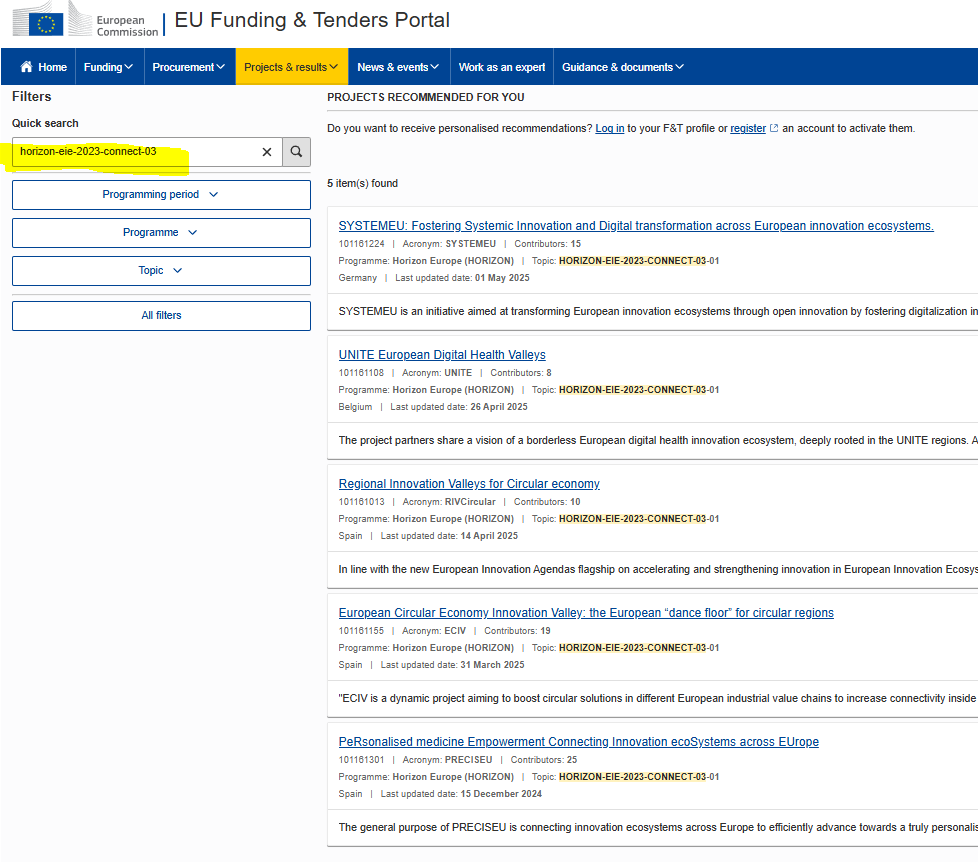 European
Commission
EU Funding & Tenders Portal
Home Funding Procurement Projects & results News & events Work as an expert Guidance & documents
Filters
Quick search
horizon-eie-2023-connect-03
Programming period
Programme
Topic
All filters
PROJECTS RECOMMENDED FOR YOU
Do you want to receive personalised recommendations? Log in to your F&T profile or register an account to activate them.
5 item(s) found
SYSTEMEU: Fostering Systemic Innovation and Digital transformation across European innovation ecosystems.
101161224 | Acronym: SYSTEMEU | Contributors: 15
Programme: Horizon Europe (HORIZON) | Topic: HORIZON-EIE-2023-CONNECT-03-01
Germany | Last updated date: 01 May 2025
SYSTEMEU is an initiative aimed at transforming European innovation ecosystems through open innovation by fostering digitalization in
UNITE European Digital Health Valleys
101161108 | Acronym: UNITE | Contributors: 8
Programme: Horizon Europe (HORIZON) | Topic: HORIZON-EIE-2023-CONNECT-03-01
Belgium | Last updated date: 26 April 2025
The project partners share a vision of a borderless European digital health innovation ecosystem, deeply rooted in the UNITE regions. A
Regional Innovation Valleys for Circular economy
101161013 | Acronym: RIVCircular | Contributors: 10
Programme: Horizon Europe (HORIZON) | Topic: HORIZON-EIE-2023-CONNECT-03-01
Spain | Last updated date: 14 April 2025
In line with the new European Innovation Agendas flagship on accelerating and strengthening innovation in European Innovation Ecosys
European Circular Economy Innovation Valley: the European “dance floor” for circular regions
101161155 | Acronym: ECIV | Contributors: 19
Programme: Horizon Europe (HORIZON) | Topic: HORIZON-EIE-2023-CONNECT-03-01
Spain | Last updated date: 31 March 2025
"ECIV is a dynamic project aiming to boost circular solutions in different European industrial value chains to increase connectivity inside
PeRsonalised medicine Empowerment Connecting Innovation ecoSystems across EUrope
101161301 | Acronym: PRECISEU | Contributors: 25
Programme: Horizon Europe (HORIZON) | Topic: HORIZON-EIE-2023-CONNECT-03-01
Spain | Last updated date: 15 December 2024
The general purpose of PRECISEU is connecting innovation ecosystems across Europe to efficiently advance towards a truly personalis